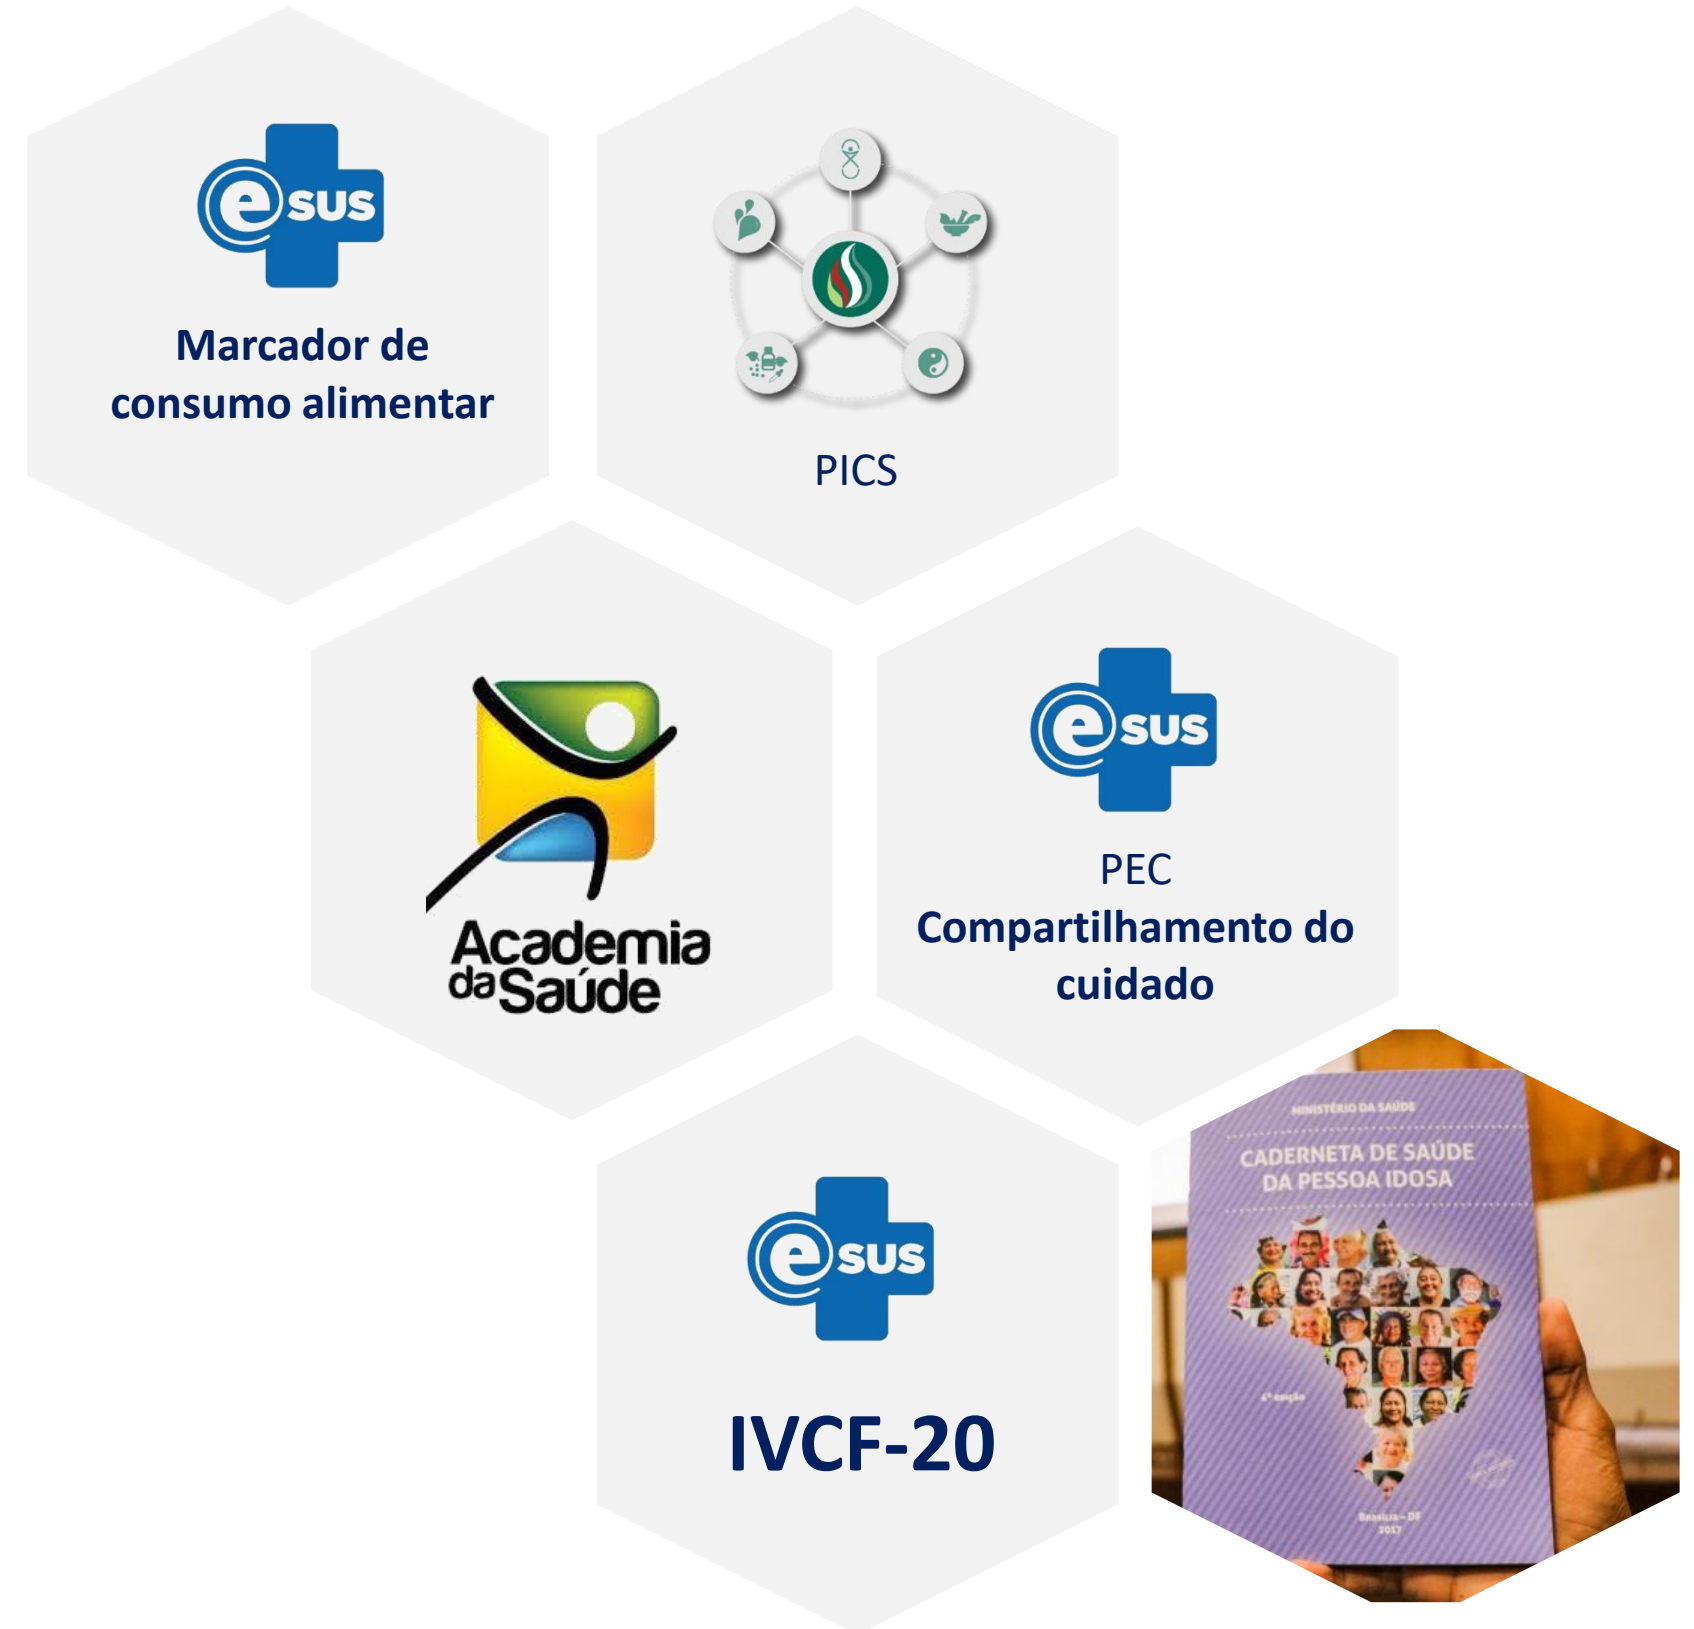 esus
Marcador de
consumo alimentar
PICS
Academia
da Saúde
esus
PEC
Compartilhamento do
cuidado
esus
IVCF-20
MINISTÉRIO DA SAÚDE
CADERNETA DE SAÚDE
DA PESSOA IDOSA
4ª edição
Brasília – DF
2017